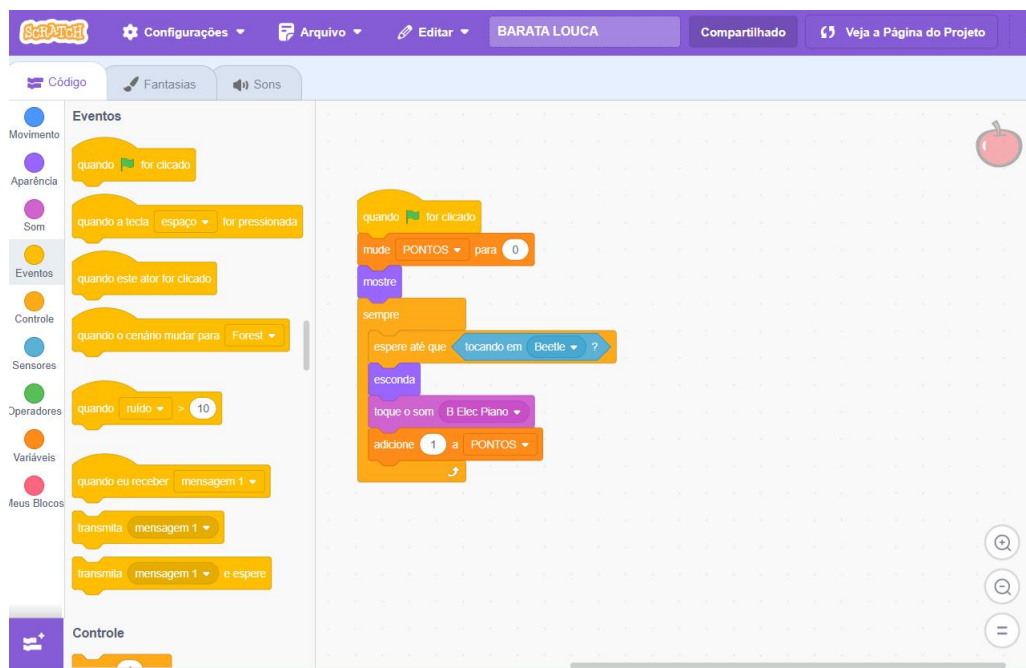 SCRATCH
Configurações
Arquivo
Editar
BARATA LOUCA
Compartilhado
Veja a Página do Projeto
Código
Fantasias
Sons
Movimento
Aparência
Som
Eventos
Controle
Sensores
Operadores
Variáveis
Meus Blocos
Eventos
quando for clicado
quando a tecla espaço for pressionada
quando este ator for clicado
quando o cenário mudar para Forest
quando ruído > 10
quando eu receber mensagem 1
transmita mensagem 1
transmita mensagem 1 e espere
Controle
quando for clicado
mude PONTOS para 0
mostre
sempre
espere até que tocando em Beetle ?
esconda
toque o som B Elec Piano
adicione 1 a PONTOS